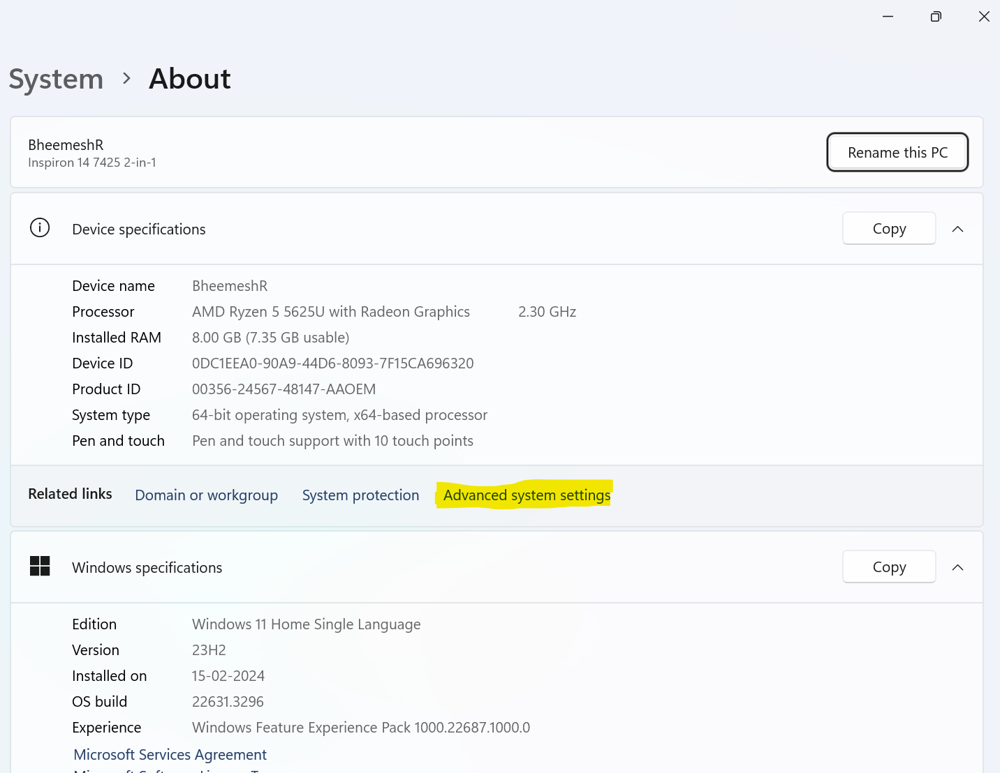 System > About
BheemeshR
Inspiron 14 7425 2-in-1
Rename this PC
Device specifications
Copy
Device name BheemeshR
Processor AMD Ryzen 5 5625U with Radeon Graphics 2.30 GHz
Installed RAM 8.00 GB (7.35 GB usable)
Device ID 0DC1EEA0-90A9-44D6-8093-7F15CA696320
Product ID 00356-24567-48147-AAOEM
System type 64-bit operating system, x64-based processor
Pen and touch Pen and touch support with 10 touch points
Related links Domain or workgroup System protection Advanced system settings
Windows specifications
Copy
Edition Windows 11 Home Single Language
Version 23H2
Installed on 15-02-2024
OS build 22631.3296
Experience Windows Feature Experience Pack 1000.22687.1000.0
Microsoft Services Agreement